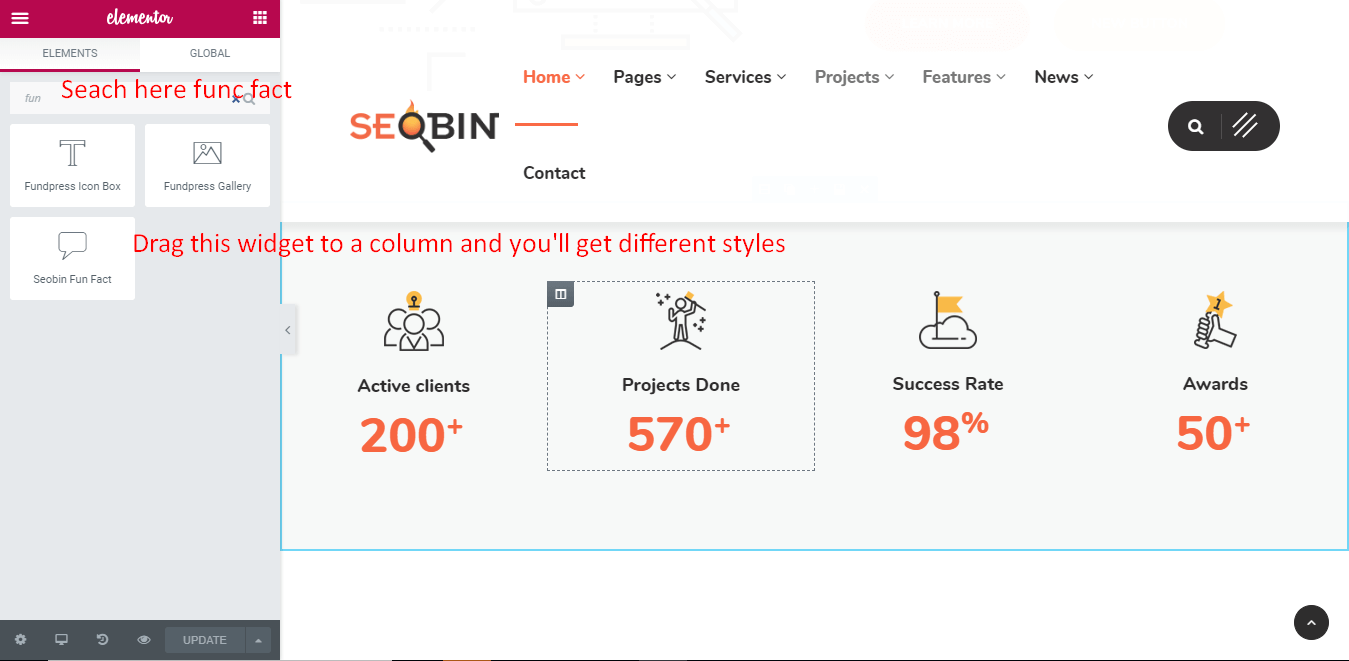 elementor
ELEMENTS GLOBAL
fun
Seach here func fact
Fundpress Icon Box
Fundpress Gallery
Seobin Fun Fact
Drag this widget to a column and you'll get different styles
UPDATE
SEOBIN
Home Pages Services Projects Features News
Contact
Active clients
200+
Projects Done
570+
Success Rate
98%
1
Awards
50+